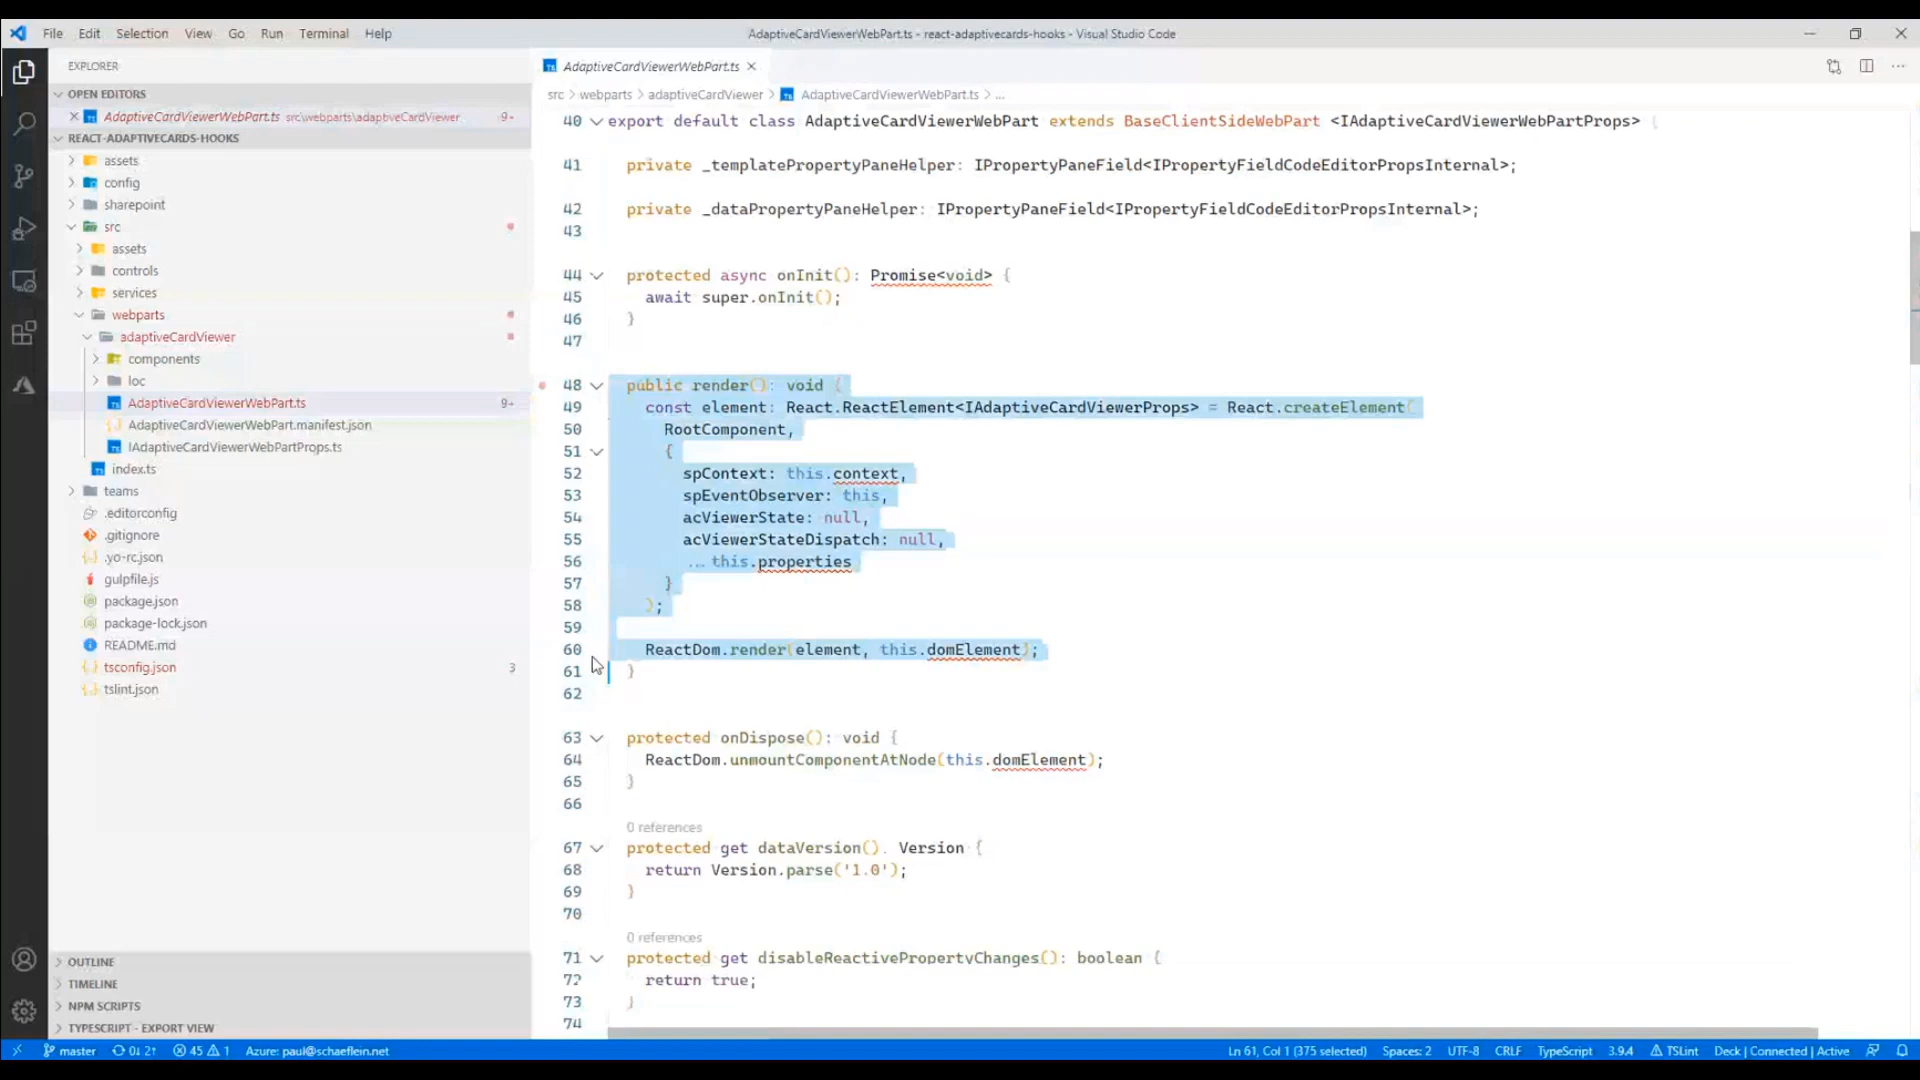 File Edit Selection View Go Run Terminal Help
AdaptiveCardViewerWebPart.ts - react-adaptivecards-hooks - Visual Studio Code
EXPLORER
OPEN EDITORS
AdaptiveCardViewerWebPart.ts src\webparts\adaptiveCardViewer 9+
REACT-ADAPTIVECARDS-HOOKS
assets
config
sharepoint
src
assets
controls
services
webparts
adaptiveCardViewer
components
loc
AdaptiveCardViewerWebPart.ts 9+
AdaptiveCardViewerWebPart.manifest.json
IAdaptiveCardViewerWebPartProps.ts
index.ts
teams
.editorconfig
.gitignore
.yo-rc.json
gulpfile.js
package.json
package-lock.json
README.md
tsconfig.json 3
tslint.json
OUTLINE
TIMELINE
NPM SCRIPTS
TYPESCRIPT - EXPORT VIEW
AdaptiveCardViewerWebPart.ts
src > webparts > adaptiveCardViewer > AdaptiveCardViewerWebPart.ts > ...
40 export default class AdaptiveCardViewerWebPart extends BaseClientSideWebPart <IAdaptiveCardViewerWebPartProps> {
41 private _templatePropertyPaneHelper: IPropertyPaneField<IPropertyFieldCodeEditorPropsInternal>;
42 private _dataPropertyPaneHelper: IPropertyPaneField<IPropertyFieldCodeEditorPropsInternal>;
43
44 protected async onInit(): Promise<void> {
45 await super.onInit();
46 }
47
48 public render(): void {
49 const element: React.ReactElement<IAdaptiveCardViewerProps> = React.createElement(
50 RootComponent,
51 {
52 spContext: this.context,
53 spEventObserver: this,
54 acViewerState: null,
55 acViewerStateDispatch: null,
56 ... this.properties
57 }
58 );
59
60 ReactDom.render(element, this.domElement);
61 }
62
63 protected onDispose(): void {
64 ReactDom.unmountComponentAtNode(this.domElement);
65 }
66
0 references
67 protected get dataVersion(). Version {
68 return Version.parse('1.0');
69 }
70
0 references
71 protected get disableReactivePropertyChanges(): boolean {
72 return true;
73 }
74
master 0↓ 2↑ 45 1 Azure: paul@schaeflein.net Ln 61, Col 1 (375 selected) Spaces: 2 UTF-8 CRLF TypeScript 3.9.4 TSLint Deck | Connected | Active